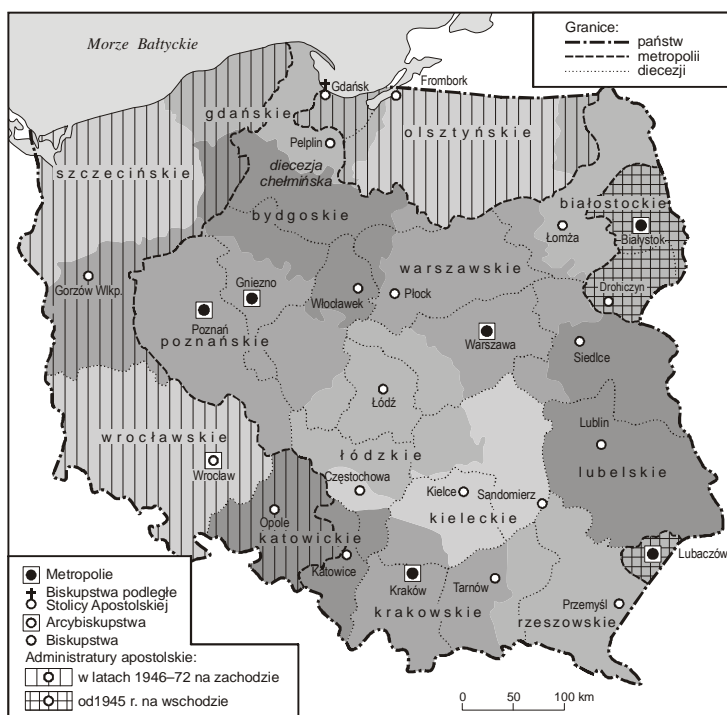 Morze Bałtyckie
Granice:
państw
metropolii
diecezji
Gdańsk
Frombork
gdańskie
Pelplin
olsztyńskie
szczecińskie
diecezja
chełmińska
białostockie
bydgoskie
Łomża
Białystok
warszawskie
Gorzów Wlkp.
Gniezno
Włocławek
Płock
Drohiczyn
Poznań
poznańskie
Warszawa
Siedlce
Łódź
Lublin
wrocławskie
łódzkie
lubelskie
Wrocław
Częstochowa
Kielce
Sandomierz
Opole
kieleckie
katowickie
Katowice
Lubaczów
Kraków
Tarnów
krakowskie
Przemyśl
rzeszowskie
Metropolie
Biskupstwa podległe
Stolicy Apostolskiej
Arcybiskupstwa
Biskupstwa
Administratury apostolskie:
w latach 1946–72 na zachodzie
od1945 r. na wschodzie
0 50 100 km